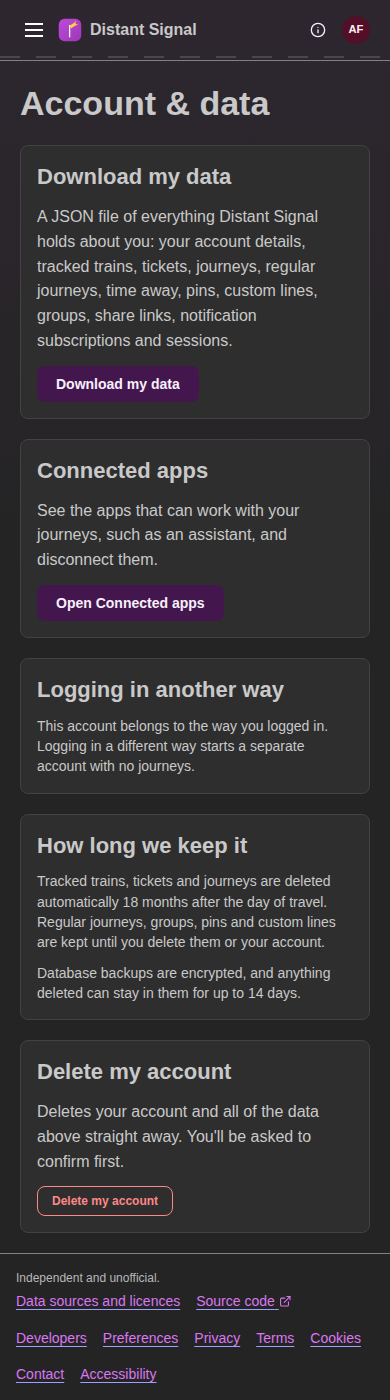 Distant Signal
AF
Account & data
Download my data
A JSON file of everything Distant Signal
holds about you: your account details,
tracked trains, tickets, journeys, regular
journeys, time away, pins, custom lines,
groups, share links, notification
subscriptions and sessions.
Download my data
Connected apps
See the apps that can work with your
journeys, such as an assistant, and
disconnect them.
Open Connected apps
Logging in another way
This account belongs to the way you logged in.
Logging in a different way starts a separate
account with no journeys.
How long we keep it
Tracked trains, tickets and journeys are deleted
automatically 18 months after the day of travel.
Regular journeys, groups, pins and custom lines
are kept until you delete them or your account.
Database backups are encrypted, and anything
deleted can stay in them for up to 14 days.
Delete my account
Deletes your account and all of the data
above straight away. You'll be asked to
confirm first.
Delete my account
Independent and unofficial.
Data sources and licences Source code
Developers Preferences Privacy Terms Cookies
Contact Accessibility